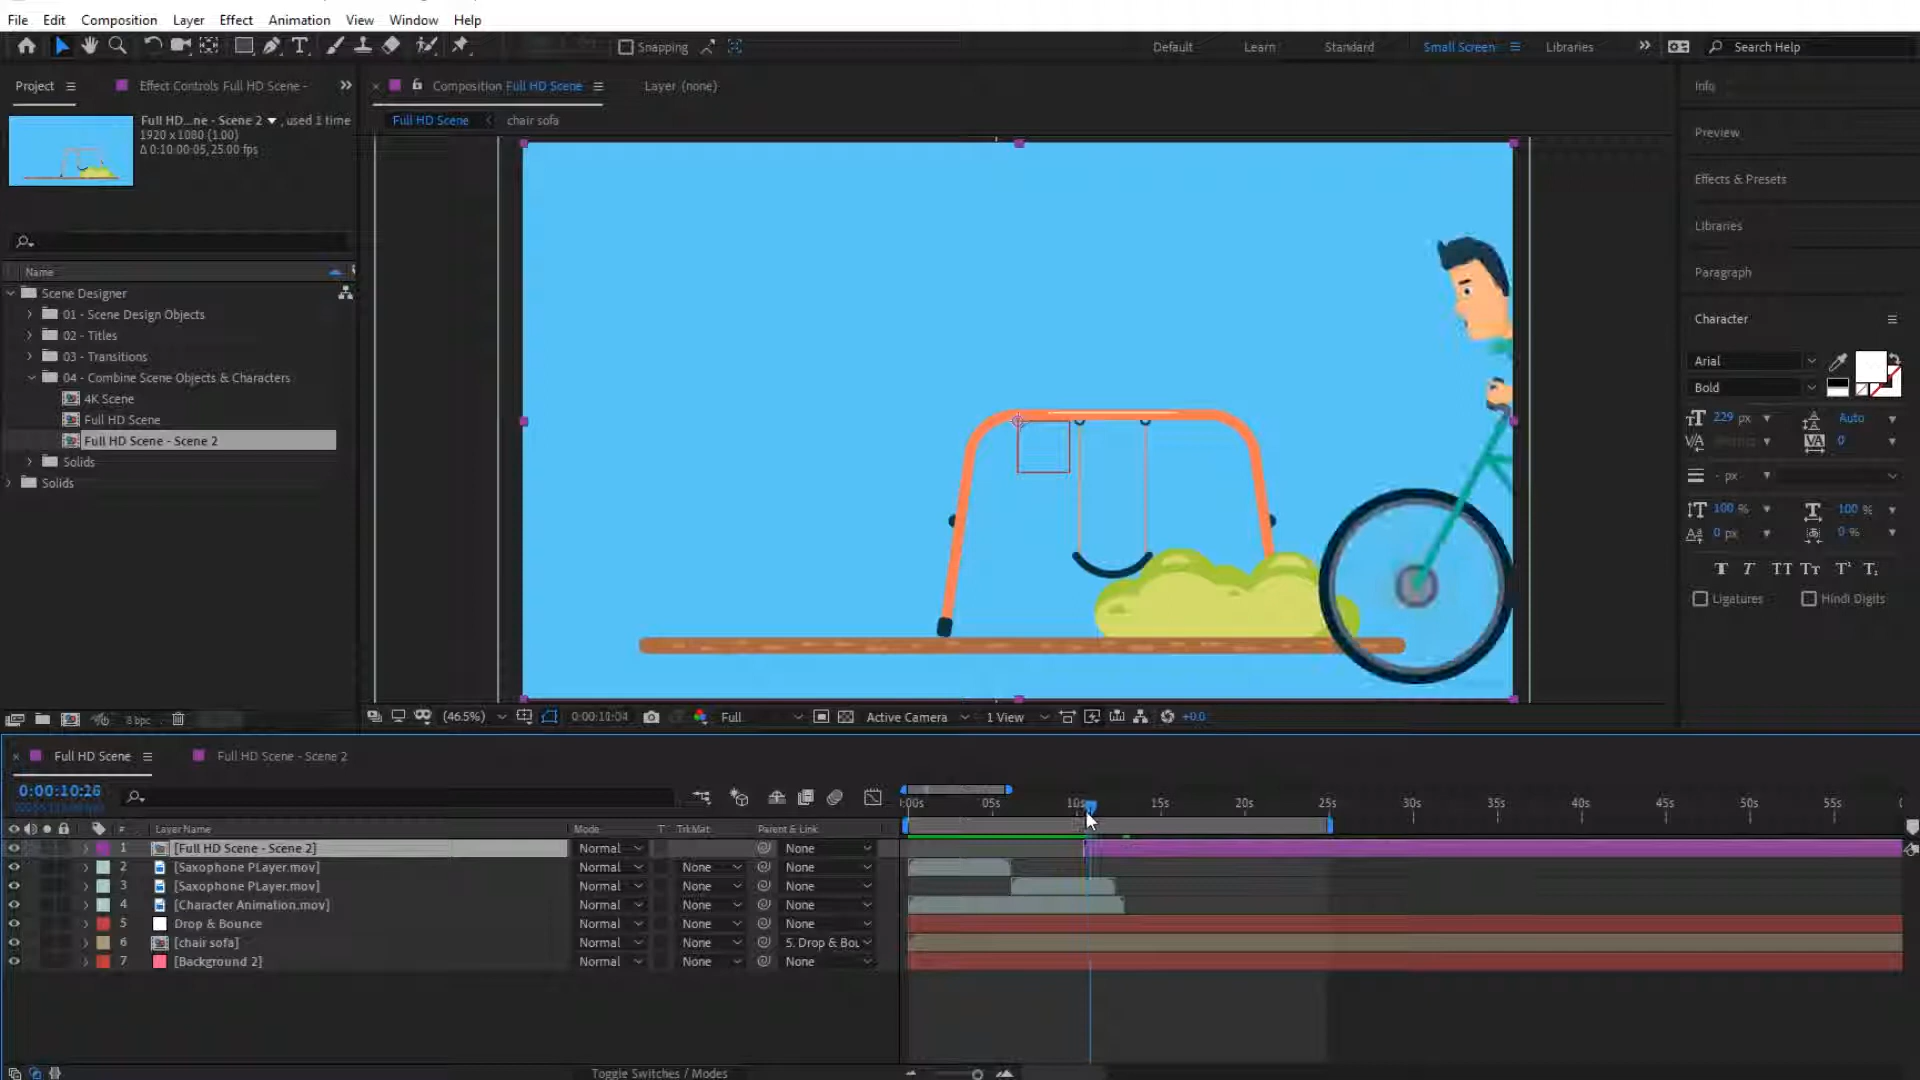 File Edit Composition Layer Effect Animation View Window Help
Snapping Default Learn Standard Small Screen Libraries Search Help
Project Effect Controls Full HD Scene - Composition Full HD Scene Layer (none) Info
Full HD...ne - Scene 2 , used 1 time
1920 x 1080 (1.00)
Δ 0:10:00:05, 25.00 fps
Full HD Scene chair sofa
Preview
Effects & Presets
Libraries
Paragraph
Name
Scene Designer
01 - Scene Design Objects
02 - Titles
03 - Transitions
04 - Combine Scene Objects & Characters
4K Scene
Full HD Scene
Full HD Scene - Scene 2
Solids
Solids
Character
Arial
Bold
229 px Auto
0
- px
100 % 100 %
0 px 0 %
Ligatures Hindi Digits
8 bpc (46.5%) 0:00:10:04 Full Active Camera 1 View +0.0
Full HD Scene Full HD Scene - Scene 2
0:00:10:26
:00s 05s 10s 15s 20s 25s 30s 35s 40s 45s 50s 55s
# Layer Name Mode T TrkMat Parent & Link
1 [Full HD Scene - Scene 2] Normal None
2 [Saxophone PLayer.mov] Normal None None
3 [Saxophone PLayer.mov] Normal None None
4 [Character Animation.mov] Normal None None
5 Drop & Bounce Normal None None
6 [chair sofa] Normal None 5. Drop & Bou
7 [Background 2] Normal None None
Toggle Switches / Modes